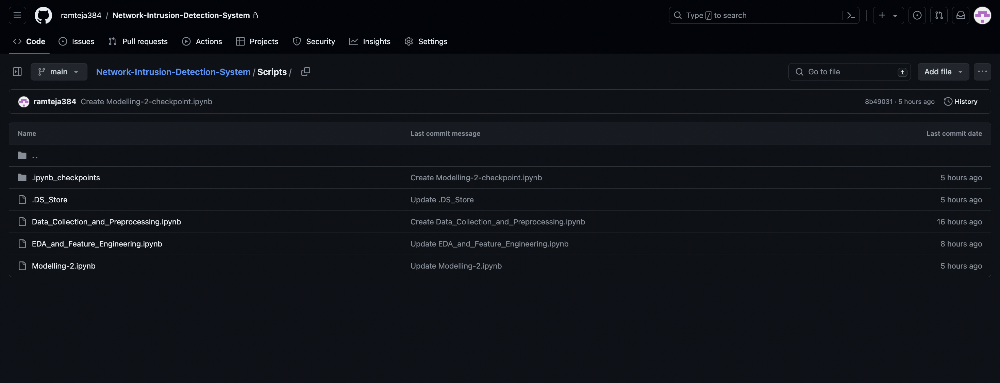 ramteja384 / Network-Intrusion-Detection-System
Type / to search
Code Issues Pull requests Actions Projects Security Insights Settings
main Network-Intrusion-Detection-System / Scripts / Go to file t Add file
ramteja384 Create Modelling-2-checkpoint.ipynb 8b49031 · 5 hours ago History
Name Last commit message Last commit date
..
.ipynb_checkpoints Create Modelling-2-checkpoint.ipynb 5 hours ago
.DS_Store Update .DS_Store 5 hours ago
Data_Collection_and_Preprocessing.ipynb Create Data_Collection_and_Preprocessing.ipynb 16 hours ago
EDA_and_Feature_Engineering.ipynb Update EDA_and_Feature_Engineering.ipynb 8 hours ago
Modelling-2.ipynb Update Modelling-2.ipynb 5 hours ago